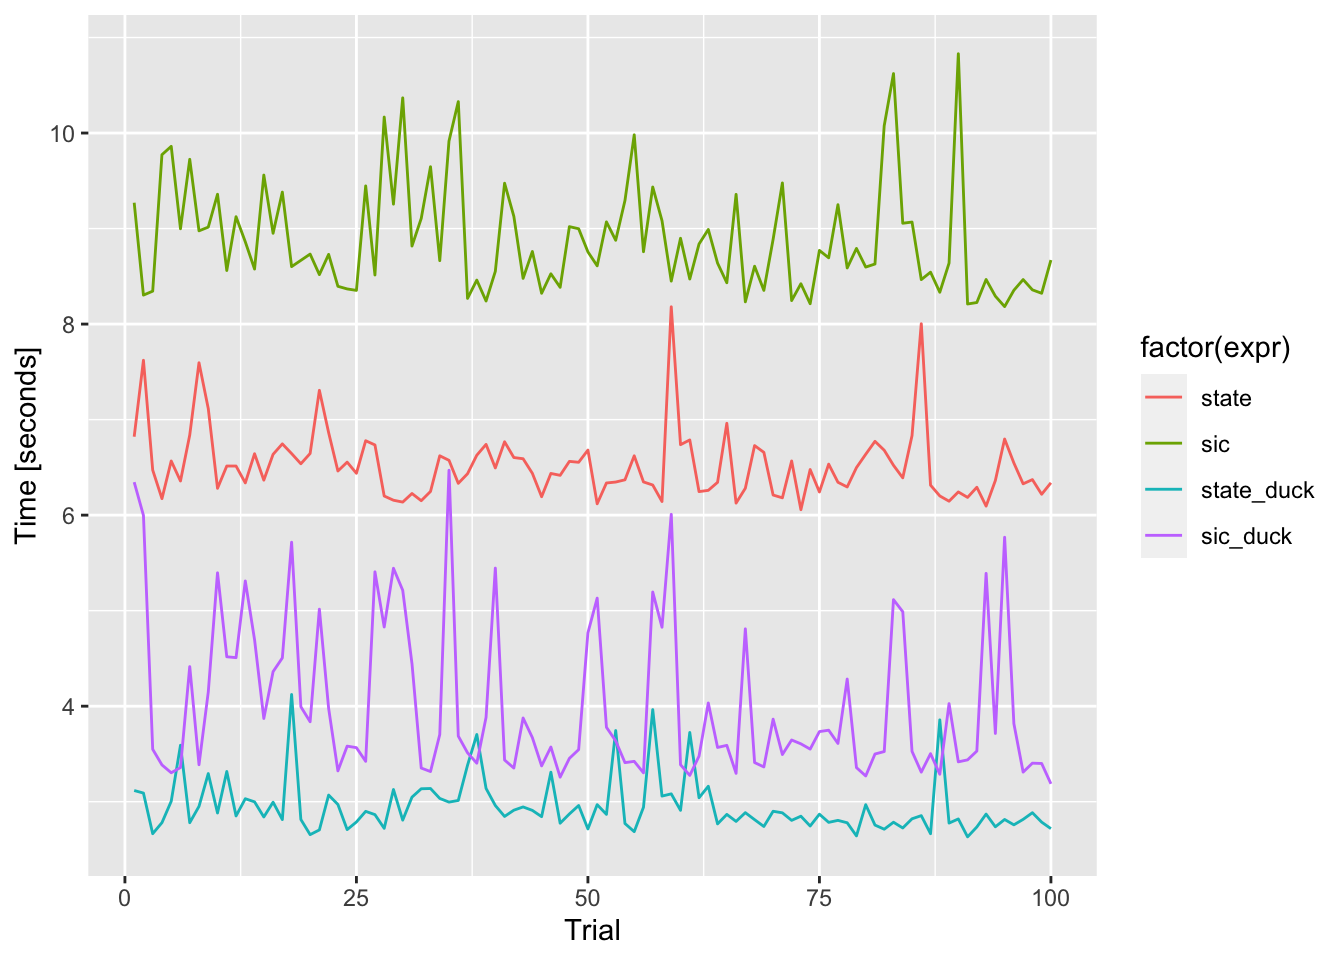 10
8
6
4
Time [seconds]
0 25 50 75 100
Trial
factor(expr)
state
sic
state_duck
sic_duck